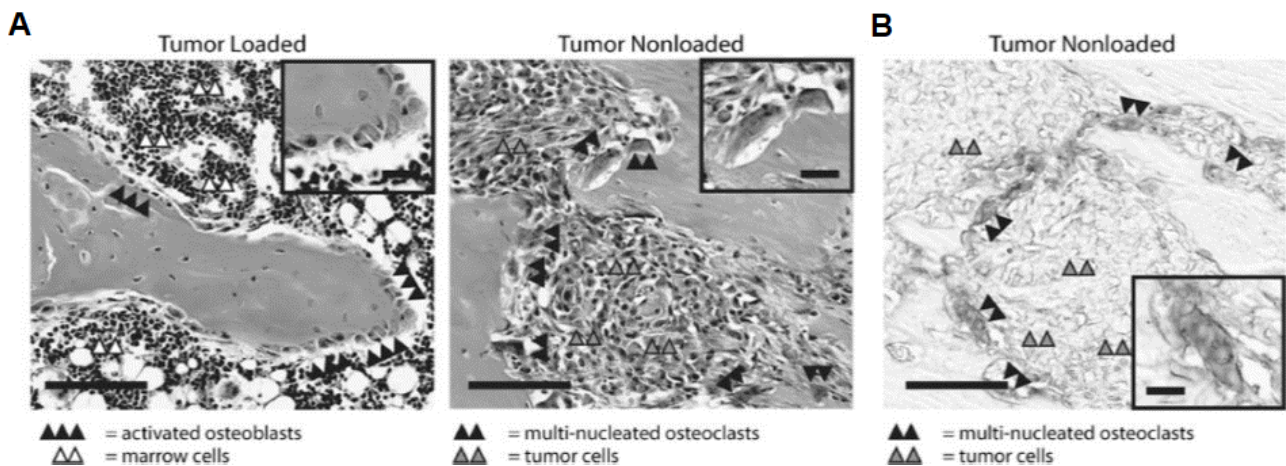 A
B
Tumor Loaded
Tumor Nonloaded
Tumor Nonloaded
= activated osteoblasts
= marrow cells
= multi-nucleated osteoclasts
= tumor cells
= multi-nucleated osteoclasts
= tumor cells